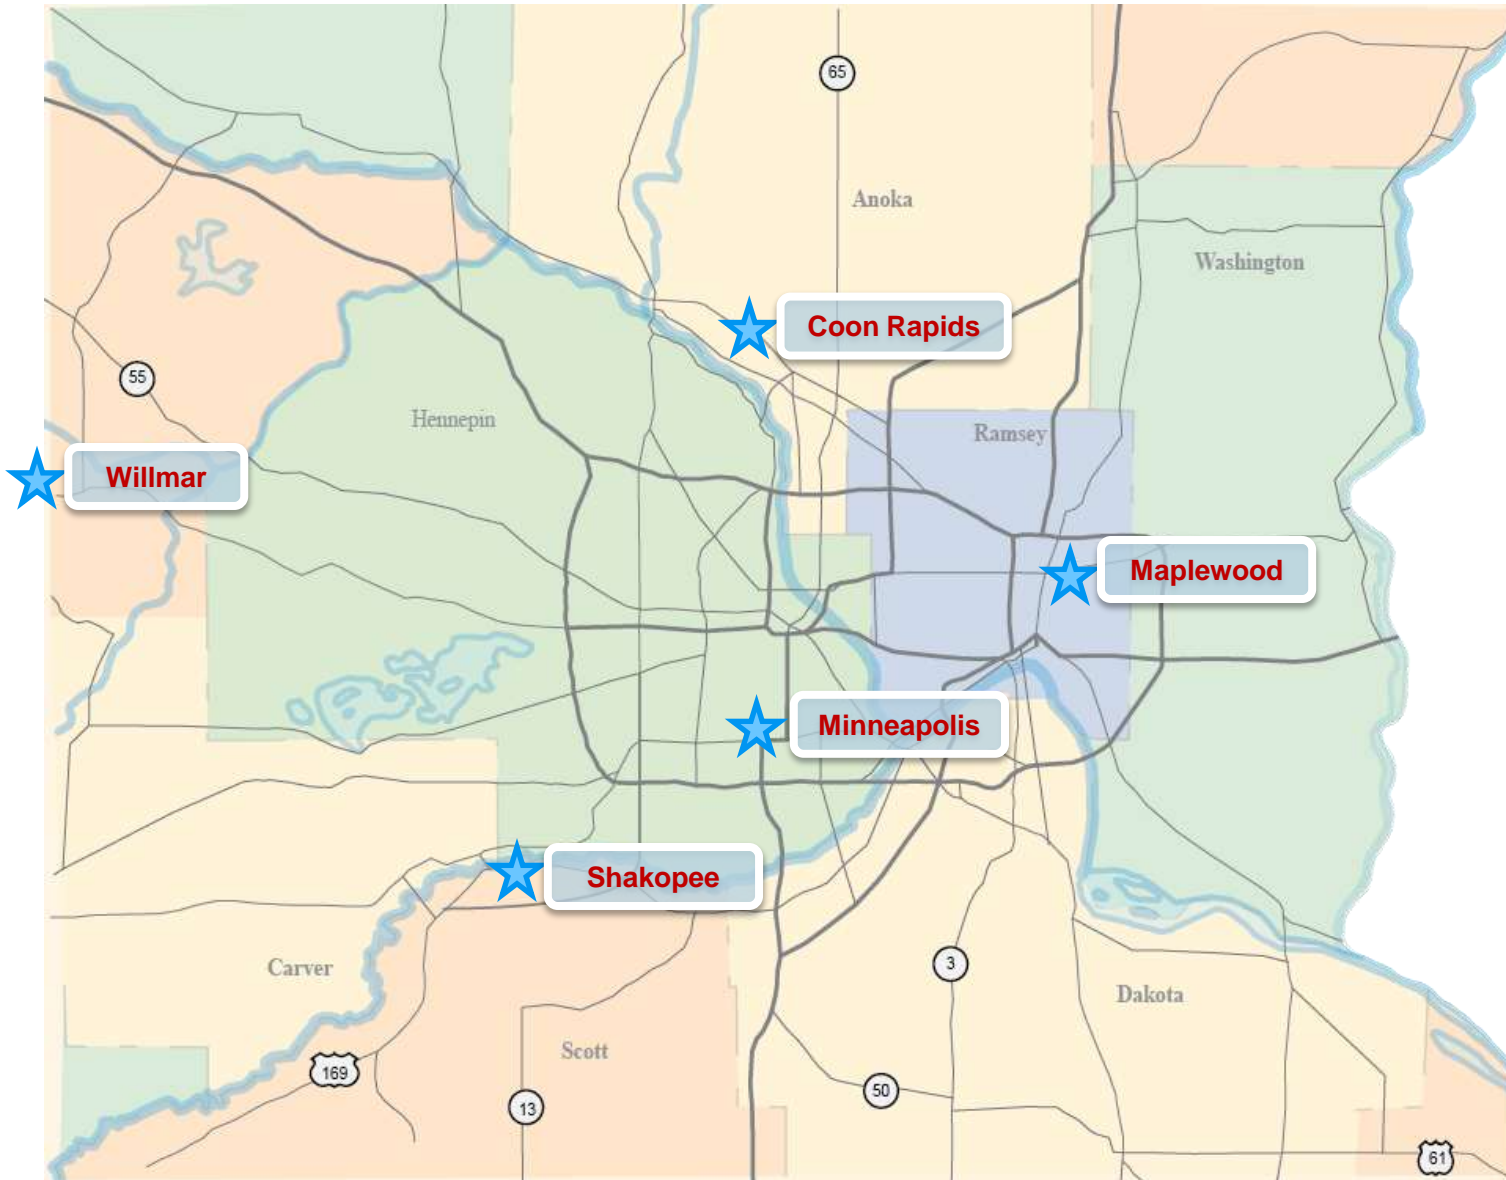 65
Anoka
Washington
Coon Rapids
55
Hennepin
Ramsey
Willmar
Maplewood
Minneapolis
Shakopee
Carver
3
Dakota
Scott
169
50
13
61